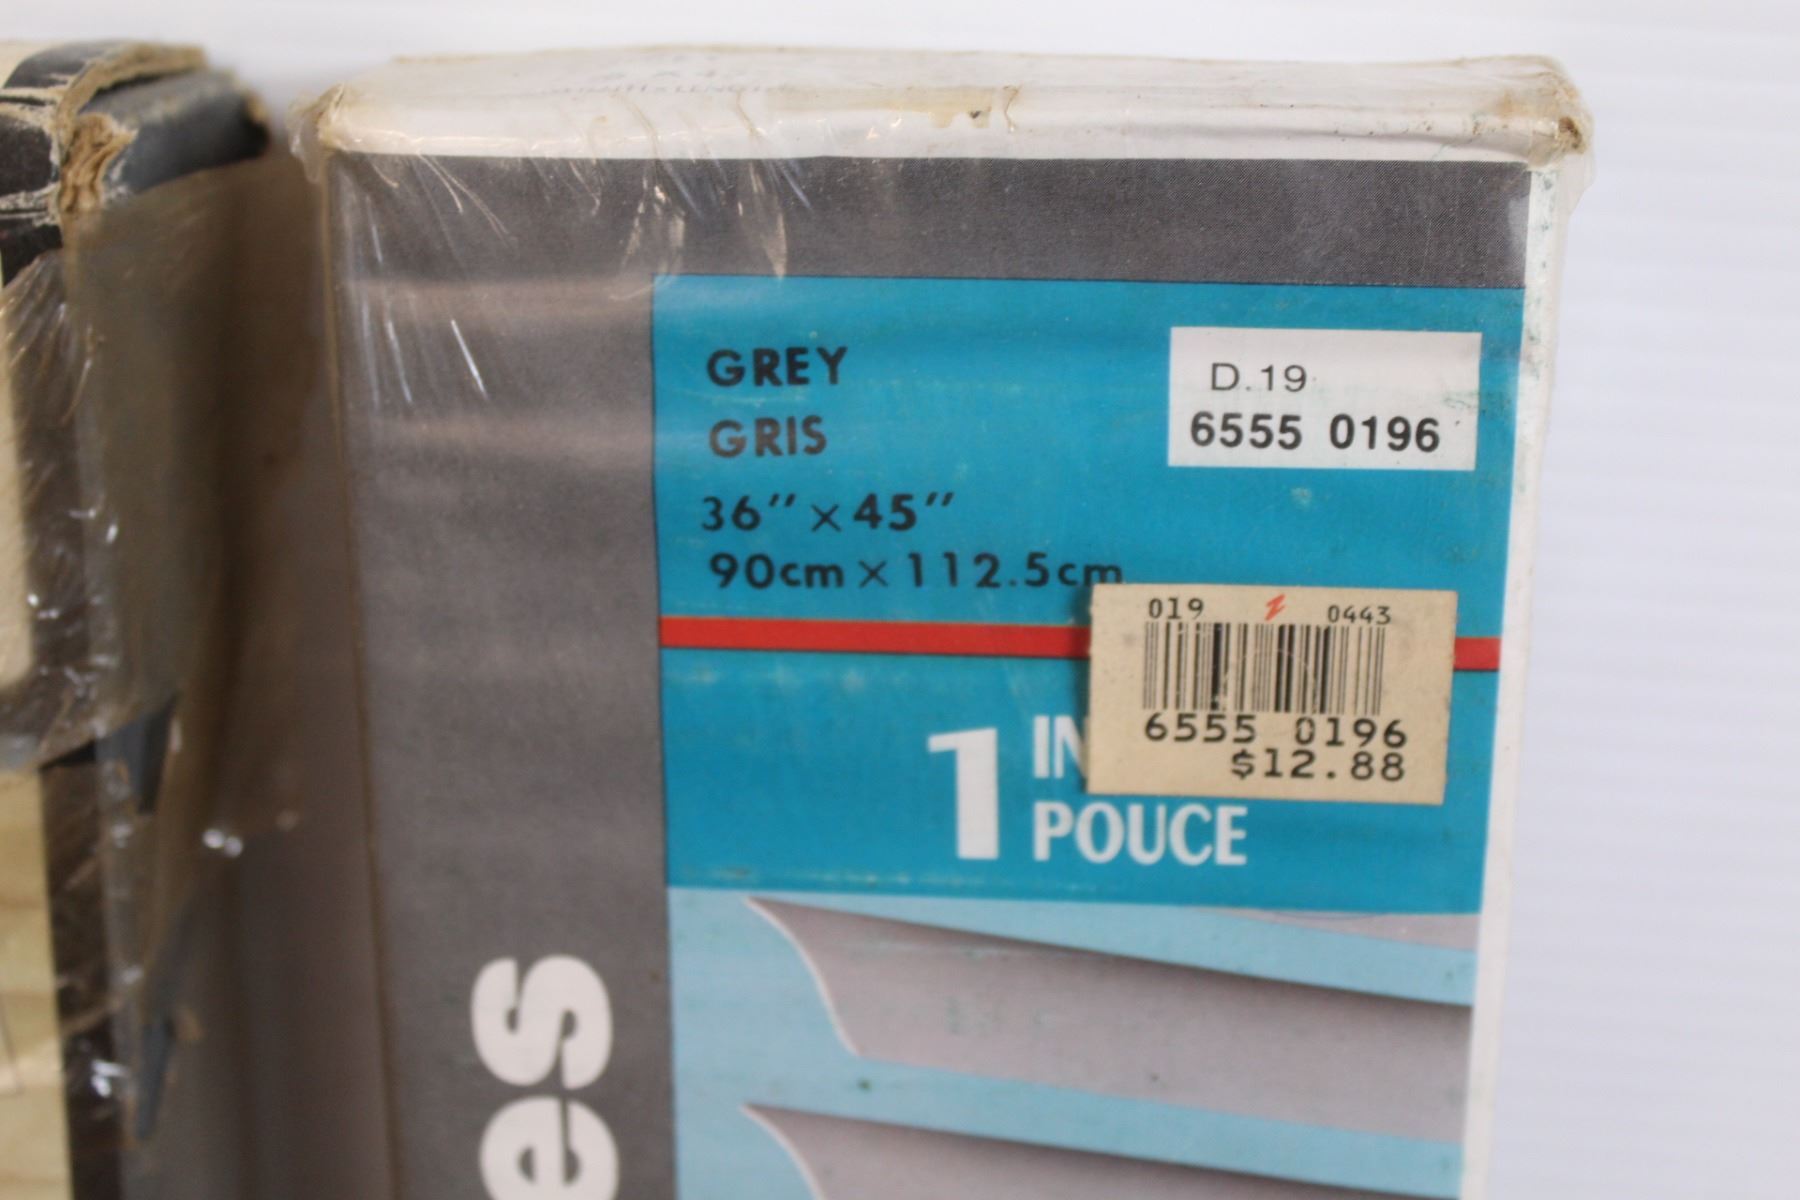 GREY
GRIS
36" × 45"
90cm × 112.5cm
D.19
6555 0196
019 0443
6555 0196
$12.88
1 IN
POUCE
es